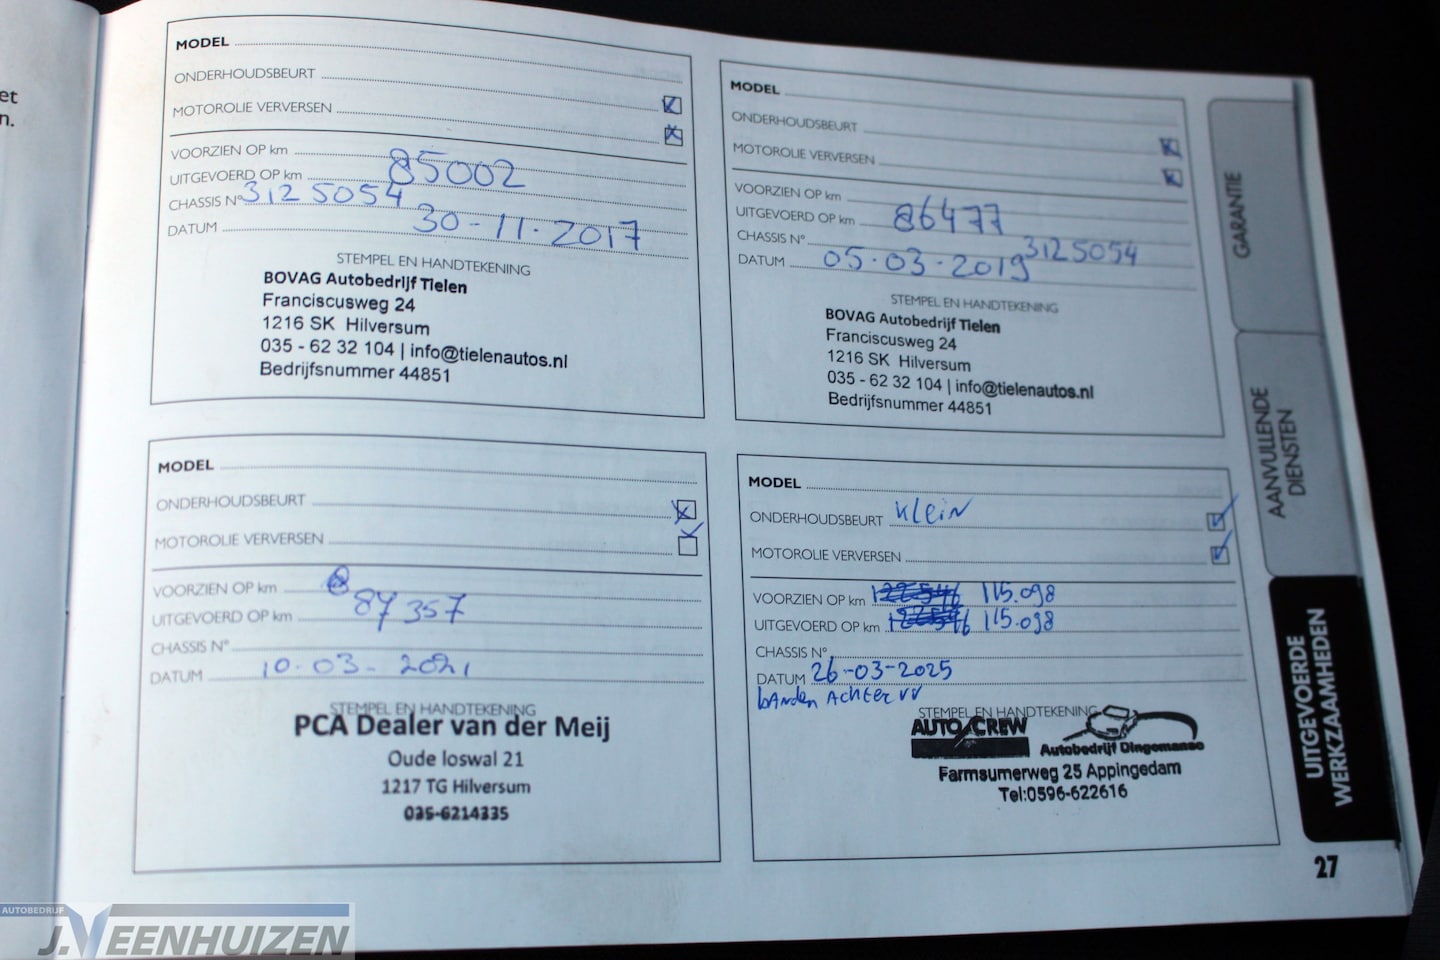 et
n.
MODEL
ONDERHOUDSBEURT
MOTOROLIE VERVERSEN
VOORZIEN OP km
UITGEVOERD OP km 85002
CHASSIS N° 3125054
DATUM 30-11-2017
STEMPEL EN HANDTEKENING
BOVAG Autobedrijf Tielen
Franciscusweg 24
1216 SK Hilversum
035 - 62 32 104 | info@tielenautos.nl
Bedrijfsnummer 44851
MODEL
ONDERHOUDSBEURT
MOTOROLIE VERVERSEN
VOORZIEN OP km
UITGEVOERD OP km 86477
CHASSIS N° 3125054
DATUM 05-03-2019
STEMPEL EN HANDTEKENING
BOVAG Autobedrijf Tielen
Franciscusweg 24
1216 SK Hilversum
035 - 62 32 104 | info@tielenautos.nl
Bedrijfsnummer 44851
MODEL
ONDERHOUDSBEURT
MOTOROLIE VERVERSEN
VOORZIEN OP km
UITGEVOERD OP km 87357
CHASSIS N°
DATUM 10-03-2021
STEMPEL EN HANDTEKENING
PCA Dealer van der Meij
Oude loswal 21
1217 TG Hilversum
035-6214335
MODEL
ONDERHOUDSBEURT Klein
MOTOROLIE VERVERSEN
VOORZIEN OP km 115.098
UITGEVOERD OP km 115.098
CHASSIS N°
DATUM 26-03-2025
banden Achter vv
STEMPEL EN HANDTEKENING
AUTO CREW
Autobedrijf Dingemanse
Farmsumerweg 25 Appingedam
Tel:0596-622616
GARANTIE
AANVULLENDE
DIENSTEN
UITGEVOERDE
WERKZAAMHEDEN
27
AUTOBEDRIJF
J.VEENHUIZEN